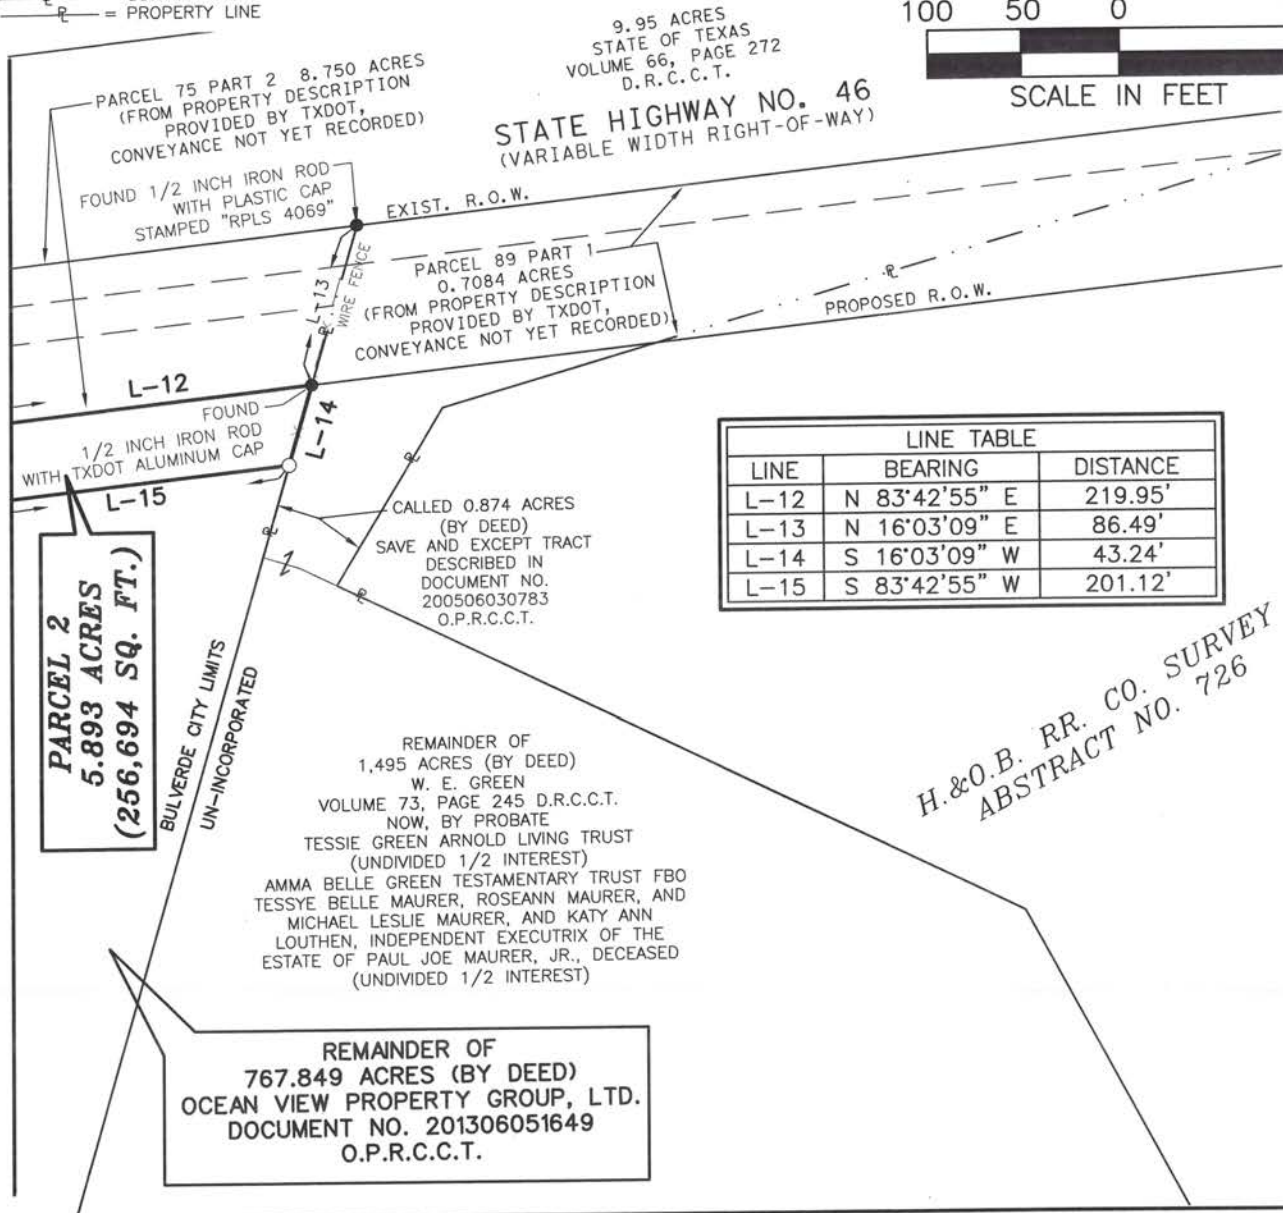 = PROPERTY LINE
9.95 ACRES
STATE OF TEXAS
VOLUME 66, PAGE 272
D.R.C.C.T.
100 50 0
SCALE IN FEET
STATE HIGHWAY NO. 46
(VARIABLE WIDTH RIGHT-OF-WAY)
PARCEL 75 PART 2 8.750 ACRES
(FROM PROPERTY DESCRIPTION
PROVIDED BY TXDOT,
CONVEYANCE NOT YET RECORDED)
FOUND 1/2 INCH IRON ROD
WITH PLASTIC CAP
STAMPED "RPLS 4069"
EXIST. R.O.W.
L-13
WIRE FENCE
PARCEL 89 PART 1
0.7084 ACRES
(FROM PROPERTY DESCRIPTION
PROVIDED BY TXDOT,
CONVEYANCE NOT YET RECORDED)
PROPOSED R.O.W.
L-12
FOUND
1/2 INCH IRON ROD
WITH TXDOT ALUMINUM CAP
L-14
L-15
LINE TABLE
LINE BEARING DISTANCE
L-12 N 83°42'55" E 219.95'
L-13 N 16°03'09" E 86.49'
L-14 S 16°03'09" W 43.24'
L-15 S 83°42'55" W 201.12'
CALLED 0.874 ACRES
(BY DEED)
SAVE AND EXCEPT TRACT
DESCRIBED IN
DOCUMENT NO.
200506030783
O.P.R.C.C.T.
PARCEL 2
5.893 ACRES
(256,694 SQ. FT.)
BULVERDE CITY LIMITS
UN-INCORPORATED
H.&O.B. RR. CO. SURVEY
ABSTRACT NO. 726
REMAINDER OF
1,495 ACRES (BY DEED)
W. E. GREEN
VOLUME 73, PAGE 245 D.R.C.C.T.
NOW, BY PROBATE
TESSIE GREEN ARNOLD LIVING TRUST
(UNDIVIDED 1/2 INTEREST)
AMMA BELLE GREEN TESTAMENTARY TRUST FBO
TESSYE BELLE MAURER, ROSEANN MAURER, AND
MICHAEL LESLIE MAURER, AND KATY ANN
LOUTHEN, INDEPENDENT EXECUTRIX OF THE
ESTATE OF PAUL JOE MAURER, JR., DECEASED
(UNDIVIDED 1/2 INTEREST)
REMAINDER OF
767.849 ACRES (BY DEED)
OCEAN VIEW PROPERTY GROUP, LTD.
DOCUMENT NO. 201306051649
O.P.R.C.C.T.